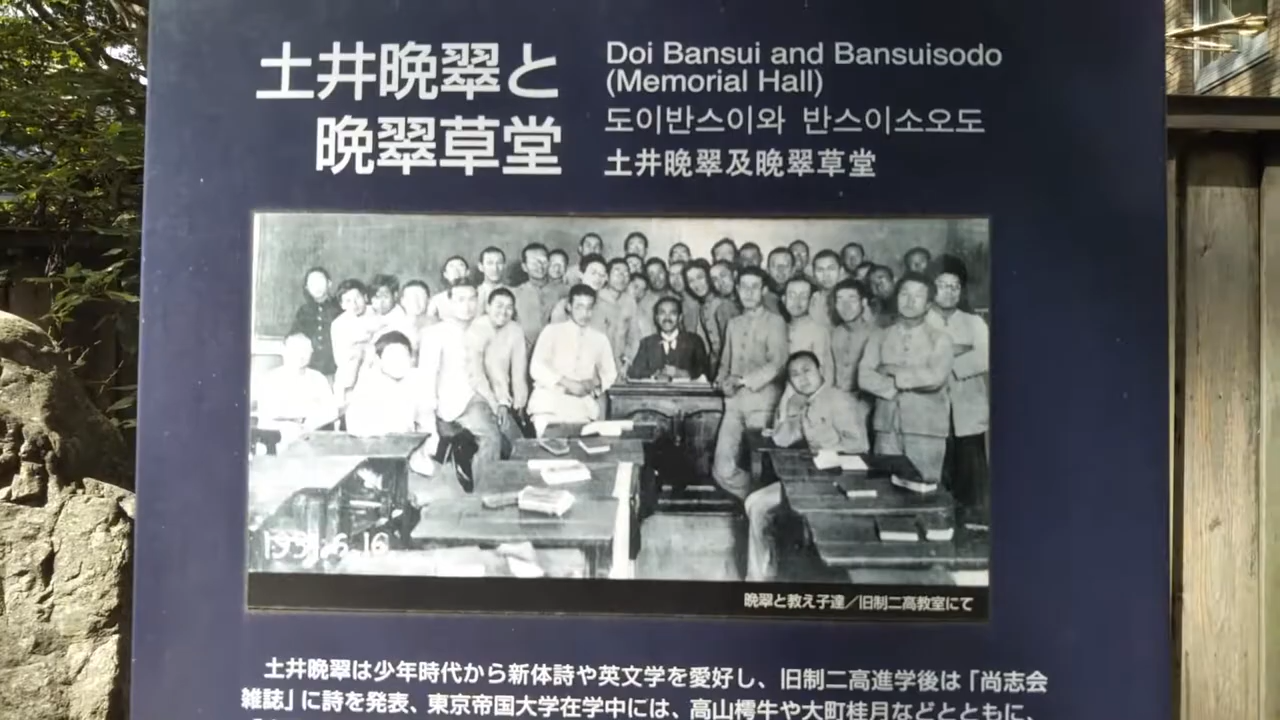 土井晩翠と
晩翠草堂
Doi Bansui and Bansuisodo
(Memorial Hall)
도이반스이와 반스이소오도
土井晩翠及晩翠草堂
1931.6.16
晩翠と教え子達／旧制二高教室にて
土井晩翠は少年時代から新体詩や英文学を愛好し、旧制二高進学後は「尚志会
雑誌」に詩を発表、東京帝国大学在学中には、高山樗牛や大町桂月などとともに、